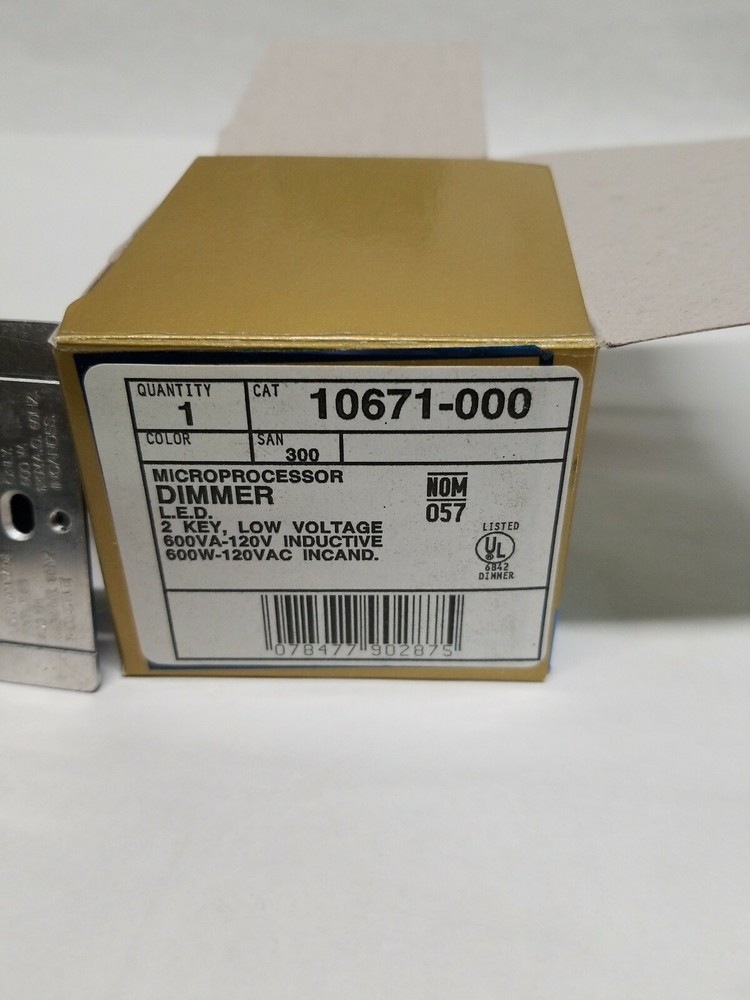 QUANTITY
1
CAT
10671-000
COLOR
SAN
300
MICROPROCESSOR
DIMMER
L.E.D.
2 KEY, LOW VOLTAGE
600VA-120V INDUCTIVE
600W-120VAC INCAND.
NOM
057
LISTED
UL
®
6842
DIMMER
078477 902875